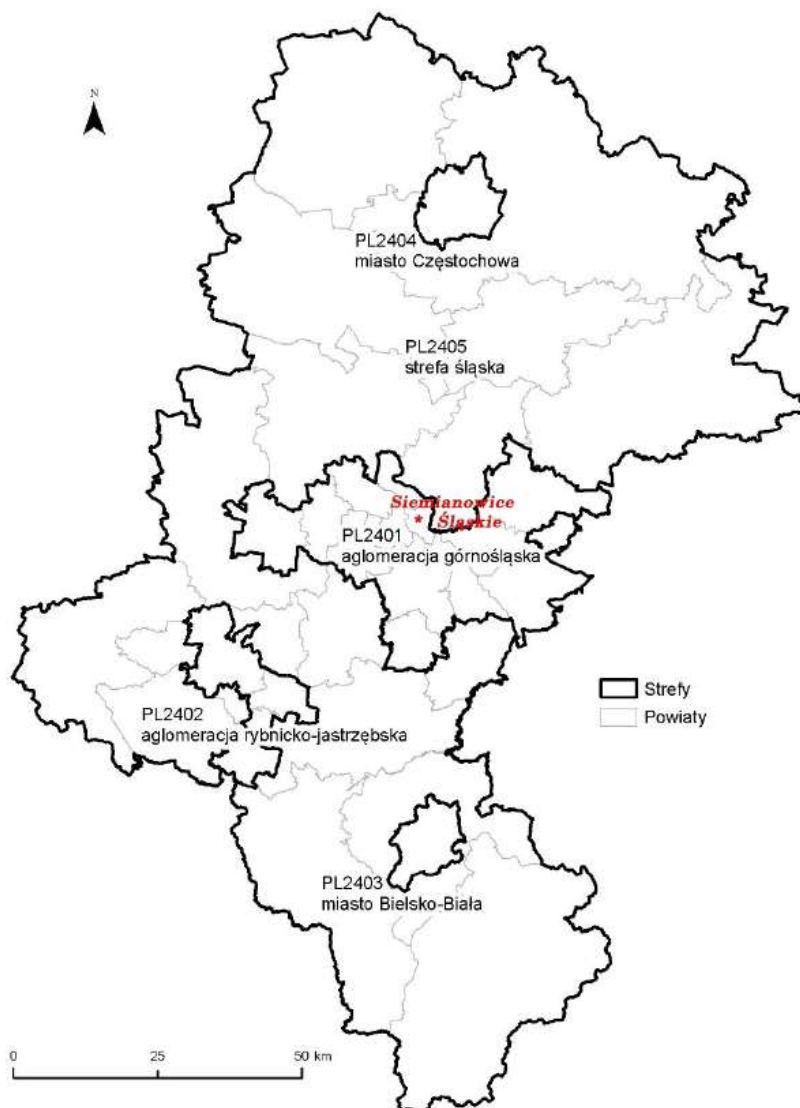 N
PL2404
miasto Częstochowa
PL2405
strefa śląska
Siemianowice
* Śląskie
PL2401
aglomeracja górnośląska
Strefy
Powiaty
PL2402
aglomeracja rybnicko-jastrzębska
PL2403
miasto Bielsko-Biała
0 25 50 km